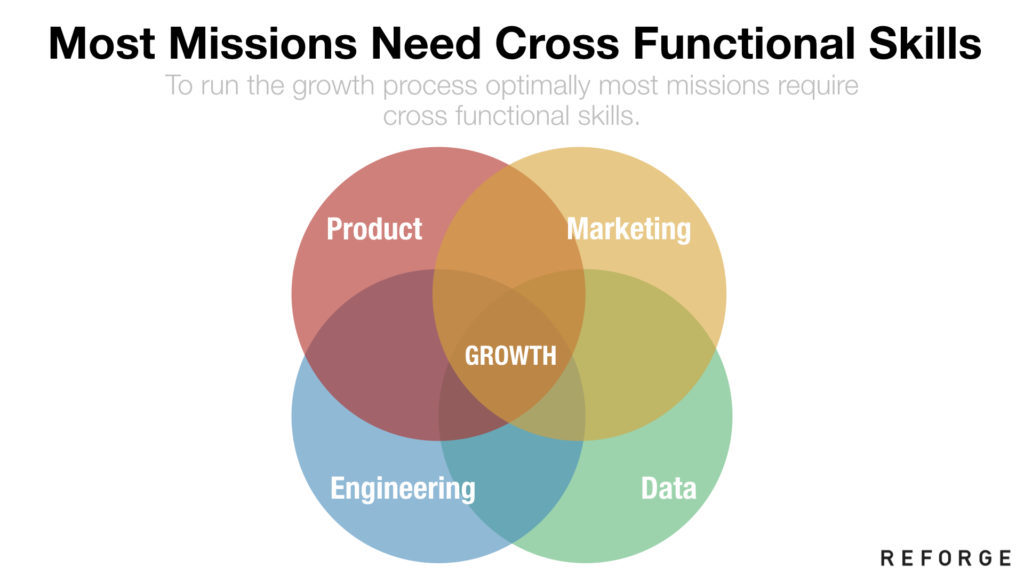 Most Missions Need Cross Functional Skills
To run the growth process optimally most missions require
cross functional skills.
Product
Marketing
GROWTH
Engineering
Data
REFORGE